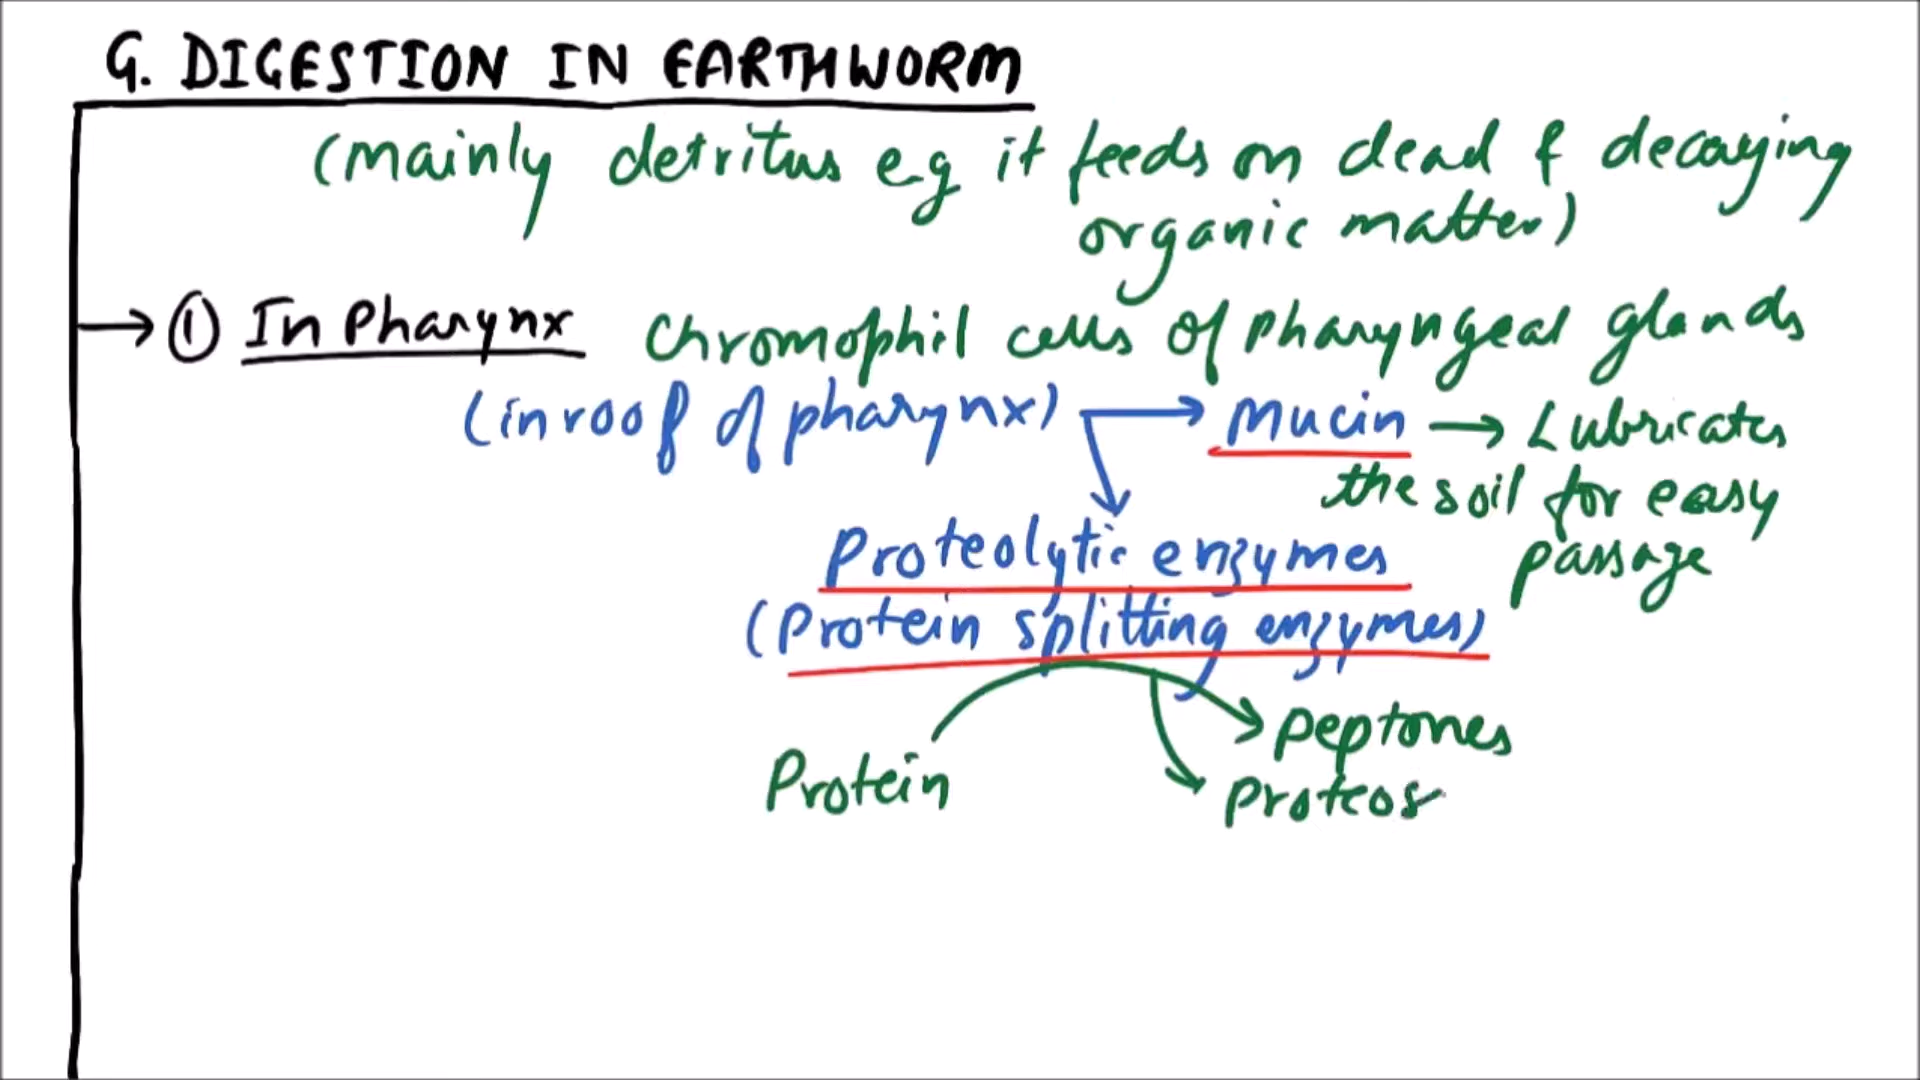 G. DIGESTION IN EARTHWORM
(mainly detritus e.g it feeds on dead & decaying
organic matter)
→ ① In Pharynx Chromophil cells of pharyngeal glands
(in roof of pharynx) → Mucin → Lubricates
the soil for easy
passage
Proteolytic enzymes
(Protein splitting enzymes)
Peptones
Protein
Proteos